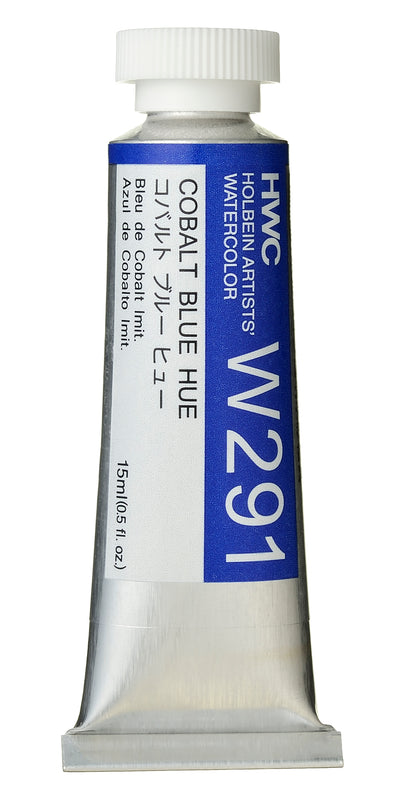 HWC
HOLBEIN ARTISTS'
WATERCOLOR
W291
COBALT BLUE HUE
コバルト ブルー ヒュー
Bleu de Cobalt Imit.
Azul de Cobalto Imit.
15ml(0.5 fl. oz.)